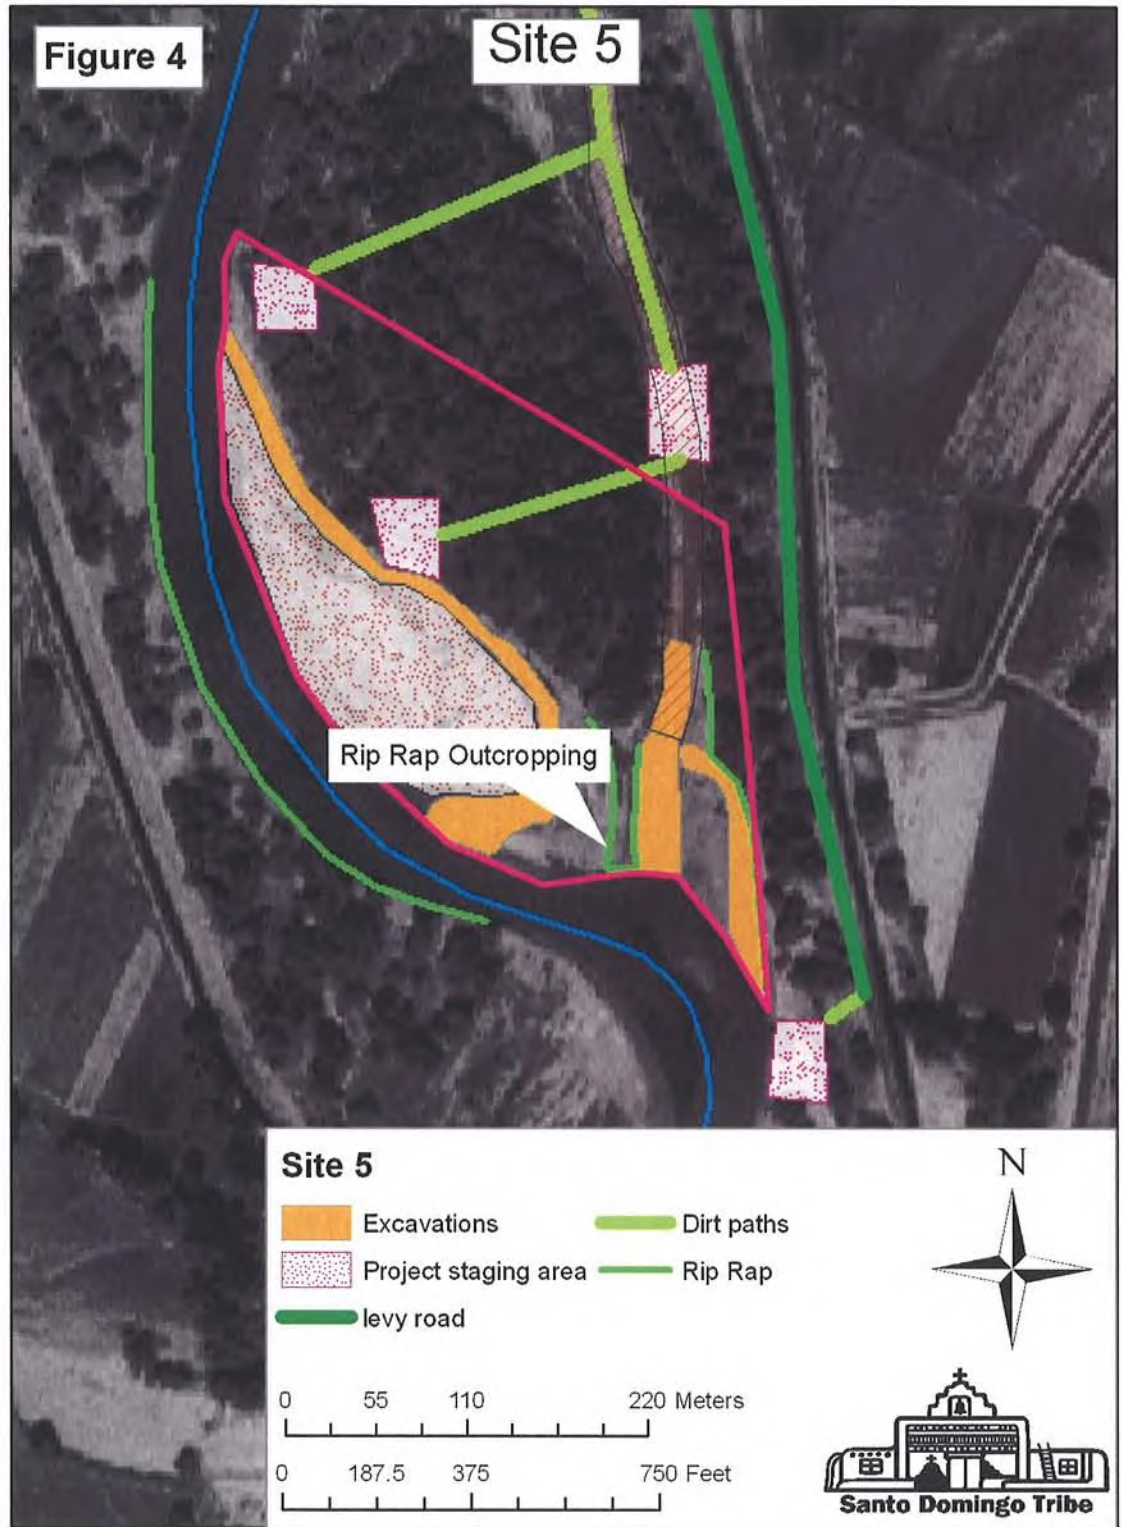 Figure 4
Site 5
Rip Rap Outcropping
Site 5
Excavations
Project staging area
levy road
Dirt paths
Rip Rap
N
0 55 110 220 Meters
0 187.5 375 750 Feet
Santo Domingo Tribe